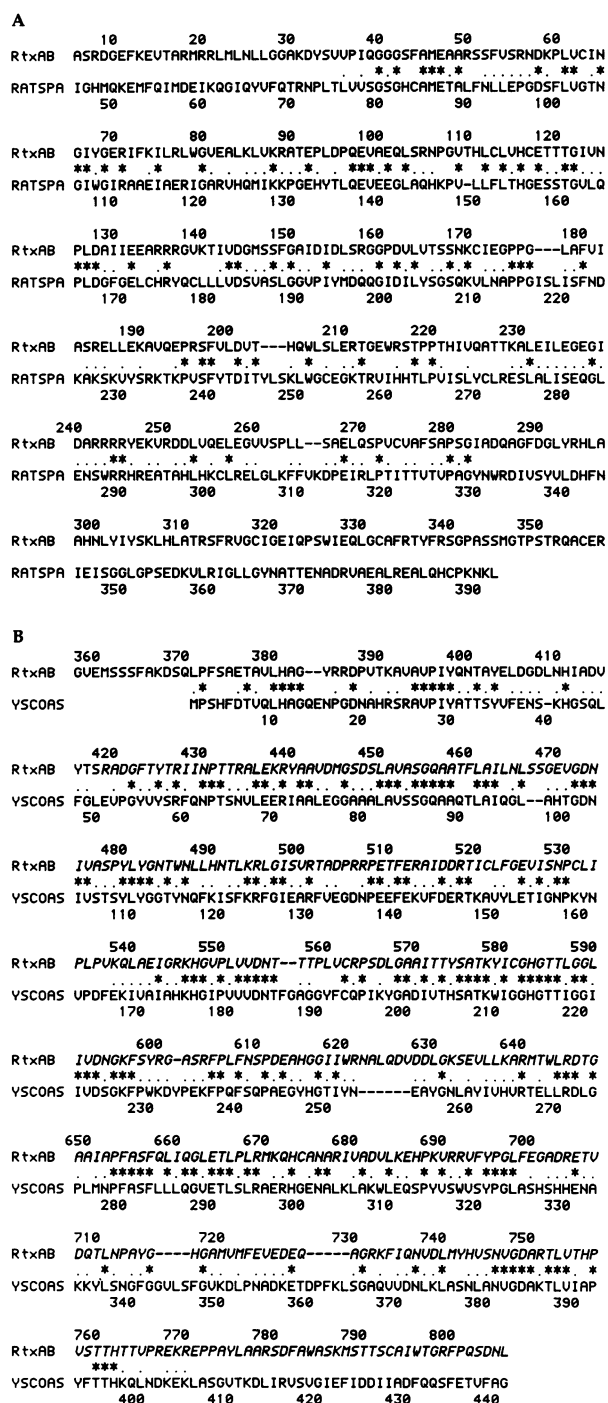 A
10 20 30 40 50 60
RtxAB ASRDGEFKEVTARMRRLMLNLLGGAKDYSVVPIQGGGSFAMEAARSSFVSRNDKPLVCIN
RATSPA IGHMQKEMFQIMDEIKQGIQYVFQTRNPLTLVVSGSGHCAMETALFNLLEPGDSFLVGTN
50 60 70 80 90 100
70 80 90 100 110 120
GIYGERIFKILRLWGVEALKLVKRATEPLDPQEVAEQLSRNPGVTHLCLVHCETTTGIVN
RATSPA GIWGIRAAEIAERIGARVHQMIKKPGEHYTLQEVEEGLAQHKPV-LLFLTHGESSTGVLQ
110 120 130 140 150 160
130 140 150 160 170 180
RtxAB PLDAIIEEARRRGVKTIVDGMSSFGAIDIDLSRGGPDVLVTSSNKCIEGPPG---LAFVI
RATSPA PLDGFGELCHRYQCLLLVDSVASLGGVPIYMDQQGIDILYSGSQKVLNAPPGISLISFND
170 180 190 200 210 220
190 200 210 220 230
RtxAB ASRELLEKAVQEPRSFVLDVT---HQWLSLERTGEWRSTPPTHIVQATTKALEILEGEGI
RATSPA KAKSKVYSRKTKPVSFYTDITYLSKLWGCEGKTRVIHHTLPVISLYCLRESLALISEQGL
230 240 250 260 270 280
240 250 260 270 280 290
RtxAB DARRRRYEKVRDDLVQELEGVVSPLL--SAELQSPVCVAFSAPSGIADQAGFDGLYRHLA
RATSPA ENSWRRHREATAHLHKCLRELGLKFFVKDPEIRLPTITTVTVPAGYNWRDIVSYVLDHFN
290 300 310 320 330 340
300 310 320 330 340 350
RtxAB AHNLYIYSKLHLATRSFRVGCIGEIQPSWIEQLGCAFRTYFRSGPASSMGTPSTRQACER
RATSPA IEISGGLGPSEDKVLRIGLLGYNATTENADRVAEALREALQHCPKNKL
350 360 370 380 390
B
360 370 380 390 400 410
RtxAB GVEMSSSFAKDSQLPFSAETAVLHAG--YRRDPVTKAVAVPIYQNTAYELDGDLNHIADV
YSCOAS MPSHFDTVQLHAGQENPGDNAHRSRAVPIYATTSYVFENS-KHGSQL
10 20 30 40
420 430 440 450 460 470
RtxAB YTSRADGFTYTRIINPTTRALEKRYAAVDMGSDSLAVASGQAATFLAILNLSSGEVGDN
YSCOAS FGLEVPGYVYSRFQNPTSNVLEERIAALEGGAAALAVSSGQAAQTLAIQGL--AHTGDN
50 60 70 80 90 100
480 490 500 510 520 530
RtxAB IVASPYLYGNTWNLLHNTLKRLGISVRTADPRRPETFERAIDDRTICLFGEVISNPCLI
YSCOAS IVSTSYLYGGTYNQFKISFKRFGIEARFVEGDNPEEFEKVFDERTKAVYLETIGNPKYN
110 120 130 140 150 160
540 550 560 570 580 590
RtxAB PLPVKQLAEIGRKHGVPLVVDNT--TTPLVCRPSDLGAAITTYSATKYICGHGTTLGGL
YSCOAS VPDFEKIVAIAHKHGIPVVVDNTFGAGGYFCQPIKYGADIVTHSATKWIGGHGTTIGGI
170 180 190 200 210 220
600 610 620 630 640
RtxAB IVDNGKFSYRG-ASRFPLFNSPDEAHGGIIWRNALQDVDDLGKSEVLLKARMTWLRDTG
YSCOAS IVDSGKFPWKDYPEKFPQFSQPAEGYHGTIYN------EAYGNLAYIVHVRTELLRDLG
230 240 250 260 270
650 660 670 680 690 700
RtxAB AAIAPFASFQLIQGLETLPLRMKQHCANARIVADVLKEHPKVRRVFYPGLFEGADRETV
YSCOAS PLMNPFASFLLLQGVETLSLRAERHGENALKLAKWLEQSPYVSWVSYPGLASHSHHENA
280 290 300 310 320 330
710 720 730 740 750
RtxAB DQTLNPAYG----HGAMVMFEVEDEQ-----AGRKFIQNVDLMYHVSNVGDARTLVTHP
YSCOAS KKYLSNGFGGVLSFGVKDLPNADKETDPFKLSGAQVVDNLKLASNLANVGDAKTLVIAP
340 350 360 370 380 390
760 770 780 790 800
RtxAB VSTTHTTVPREKREPPAYLAARSDFAWASKMSTTSCAIWTGRFPQSDNL
YSCOAS YFTTHKQLNDKEKLASGVTKDLIRVSVGIEFIDDIIADFQQSFETVFAG
400 410 420 430 440